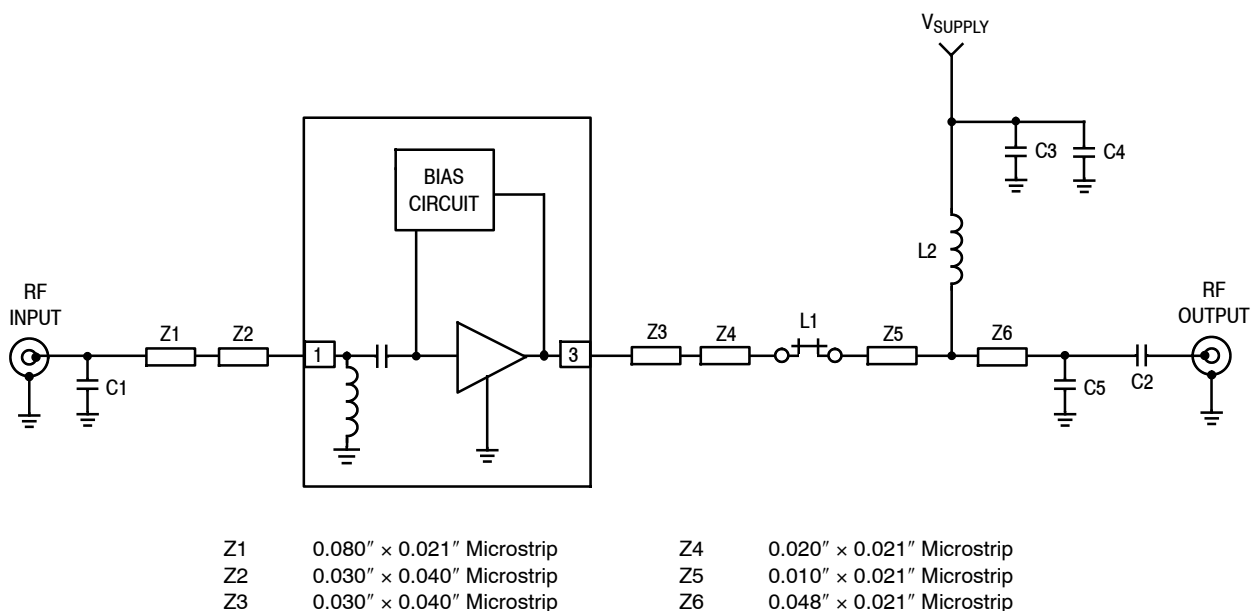 V_SUPPLY
C3
C4
BIAS
CIRCUIT
L2
RF
INPUT
RF
OUTPUT
Z1
Z2
1
3
Z3
Z4
L1
Z5
Z6
C1
C5
C2
Z1 0.080″ × 0.021″ Microstrip
Z2 0.030″ × 0.040″ Microstrip
Z3 0.030″ × 0.040″ Microstrip
Z4 0.020″ × 0.021″ Microstrip
Z5 0.010″ × 0.021″ Microstrip
Z6 0.048″ × 0.021″ Microstrip